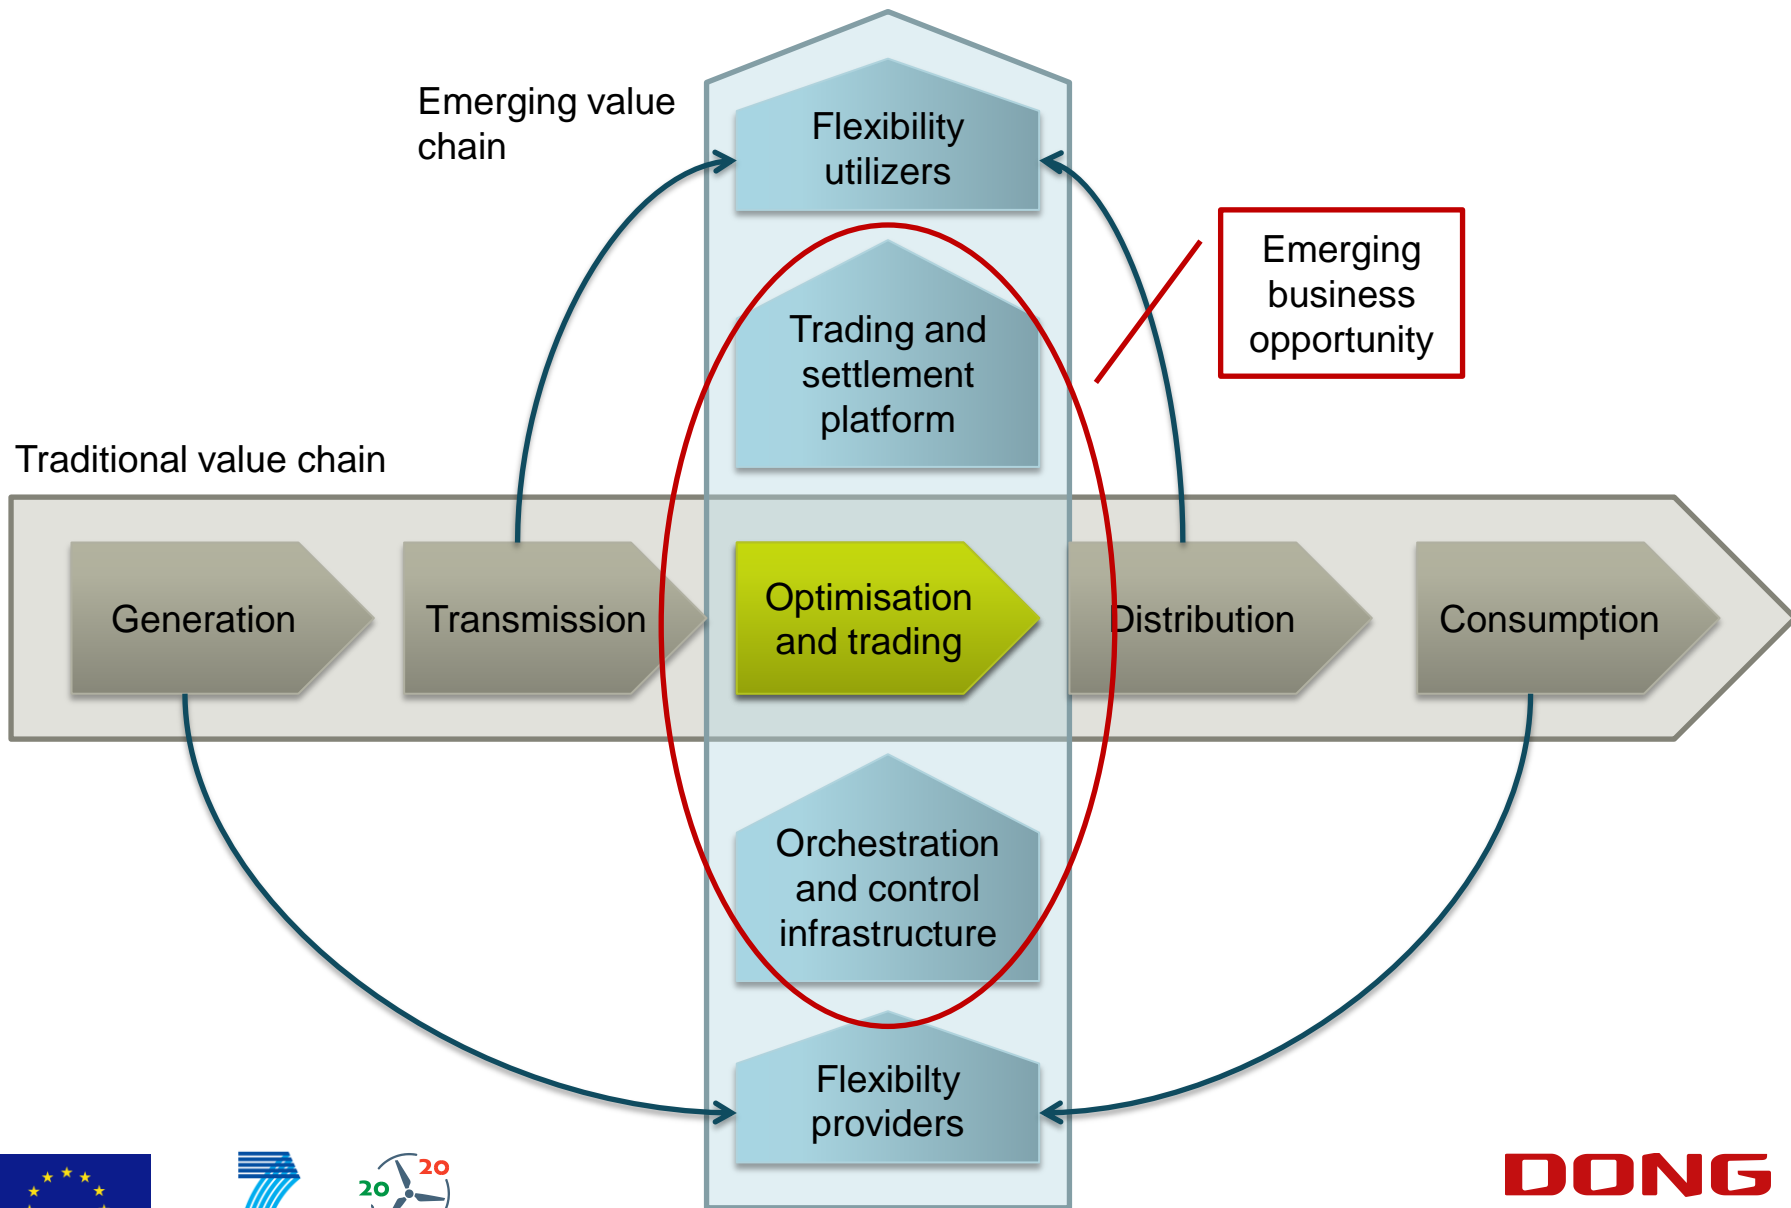 Emerging value
chain
Flexibility
utilizers
Emerging
business
opportunity
Trading and
settlement
platform
Traditional value chain
Generation
Transmission
Optimisation
and trading
Distribution
Consumption
Orchestration
and control
infrastructure
Flexibilty
providers
7
20
20
DONG